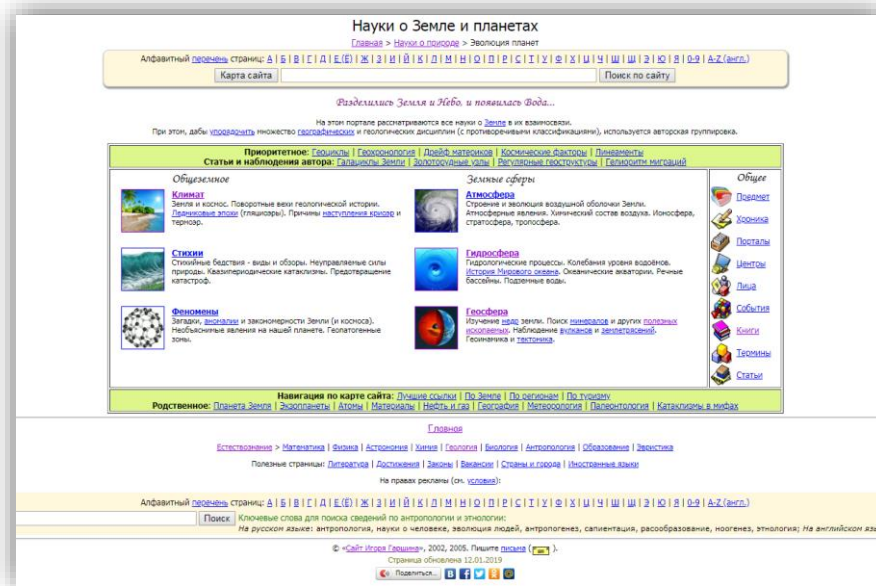 Науки о Земле и планетах
Главная > Науки о природе > Эволюция планет
Алфавитный перечень страниц: А | Б | В | Г | Д | Е (Ё) | Ж | З | И | Й | К | Л | М | Н | О | П | Р | С | Т | У | Ф | Х | Ц | Ч | Ш | Щ | Э | Ю | Я | 0-9 | A-Z (англ.)
Карта сайта Поиск по сайту
Разделились Земля и Небо, и появилась Вода...
На этом портале рассматриваются все науки о Земле в их взаимосвязи.
При этом, дабы упорядочить множество географических и геологических дисциплин (с противоречивыми классификациями), используется авторская группировка.
Приоритетное: Геоциклы | Геохронология | Дрейф материков | Космические факторы | Линеаменты
Статьи и наблюдения автора: Галациклы Земли | Золоторудные узлы | Регулярные геоструктуры | Гелиоритм миграций
Общеземное
Климат
Земля и космос. Поворотные вехи геологической истории.
Ледниковые эпохи (гляциоэры). Причины наступления криоэр и
термоэр.
Стихии
Стихийные бедствия - виды и обзоры. Неуправляемые силы
природы. Квазипериодические катаклизмы. Предотвращение
катастроф.
Феномены
Загадки, аномалии и закономерности Земли (и космоса).
Необъяснимые явления на нашей планете. Геопатогенные
зоны.
Земные сферы
Атмосфера
Строение и эволюция воздушной оболочки Земли.
Атмосферные явления. Химический состав воздуха. Ионосфера,
стратосфера, тропосфера.
Гидросфера
Гидрологические процессы. Колебания уровня водоёмов.
История Мирового океана. Океанические акватории. Речные
бассейны. Подземные воды.
Геосфера
Изучение недр земли. Поиск минералов и других полезных
ископаемых. Наблюдение вулканов и землетрясений.
Геоинамика и тектоника.
Общее
Предмет
Хроника
Порталы
Центры
Лица
События
Книги
Термины
Статьи
Навигация по карте сайта: Лучшие ссылки | По Земле | По регионам | По туризму
Родственное: Планета Земля | Экзопланеты | Атомы | Материалы | Нефть и газ | География | Метеорология | Палеонтология | Катаклизмы в мифах
Главная
Естествознание > Математика | Физика | Астрономия | Химия | Геология | Биология | Антропология | Образование | Эвристика
Полезные страницы: Литература | Достижения | Законы | Вакансии | Страны и города | Иностранные языки
На правах рекламы (см. условия):
Алфавитный перечень страниц: А | Б | В | Г | Д | Е (Ё) | Ж | З | И | Й | К | Л | М | Н | О | П | Р | С | Т | У | Ф | Х | Ц | Ч | Ш | Щ | Э | Ю | Я | 0-9 | A-Z (англ.)
Поиск Ключевые слова для поиска сведений по антропологии и этнологии:
На русском языке: антропология, науки о человеке, эволюция людей, антропогенез, сапиентация, расообразование, ноогенез, этнология; На английском язы
© «Сайт Игоря Гаршина», 2002, 2005. Пишите письма ( ).
Страница обновлена 12.01.2019
Поделиться...